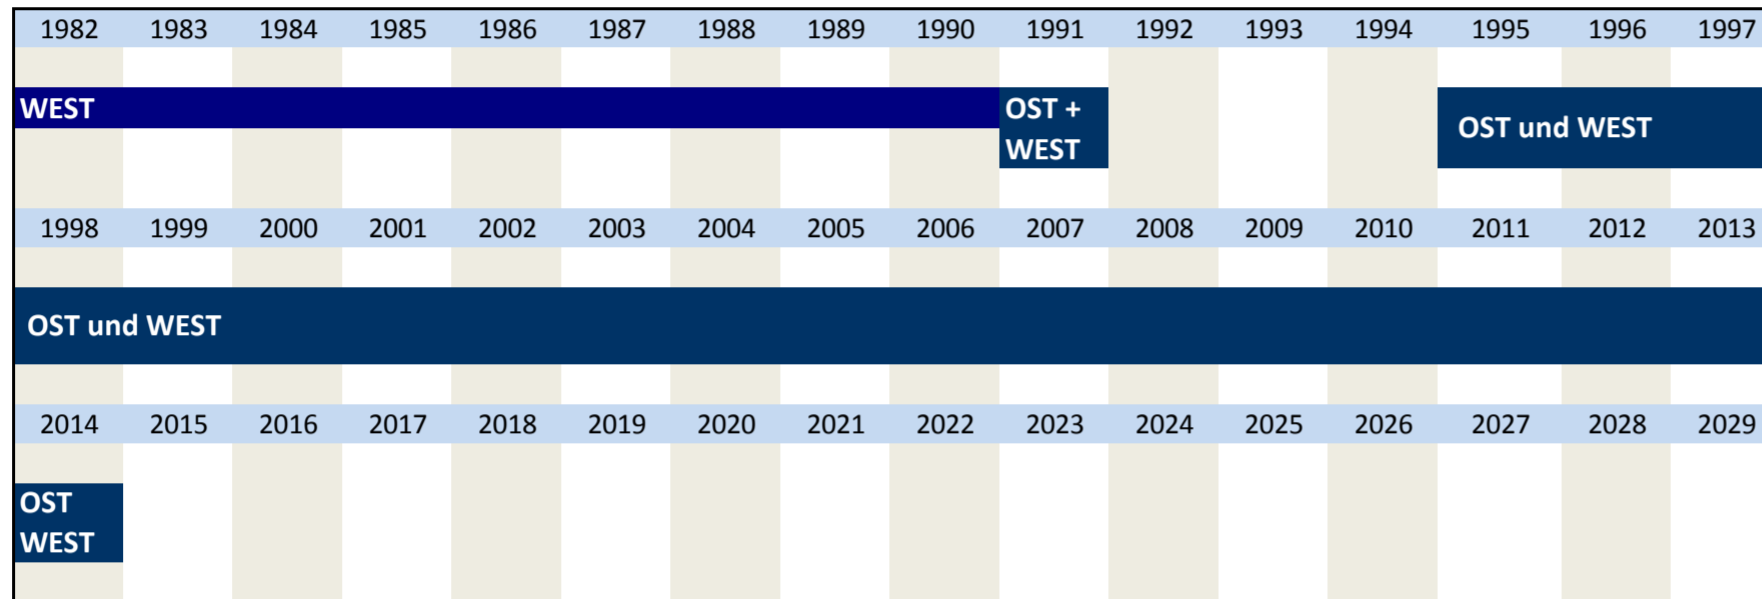 1982 1983 1984 1985 1986 1987 1988 1989 1990 1991 1992 1993 1994 1995 1996 1997
WEST
OST +
WEST
OST und WEST
1998 1999 2000 2001 2002 2003 2004 2005 2006 2007 2008 2009 2010 2011 2012 2013
OST und WEST
2014 2015 2016 2017 2018 2019 2020 2021 2022 2023 2024 2025 2026 2027 2028 2029
OST
WEST